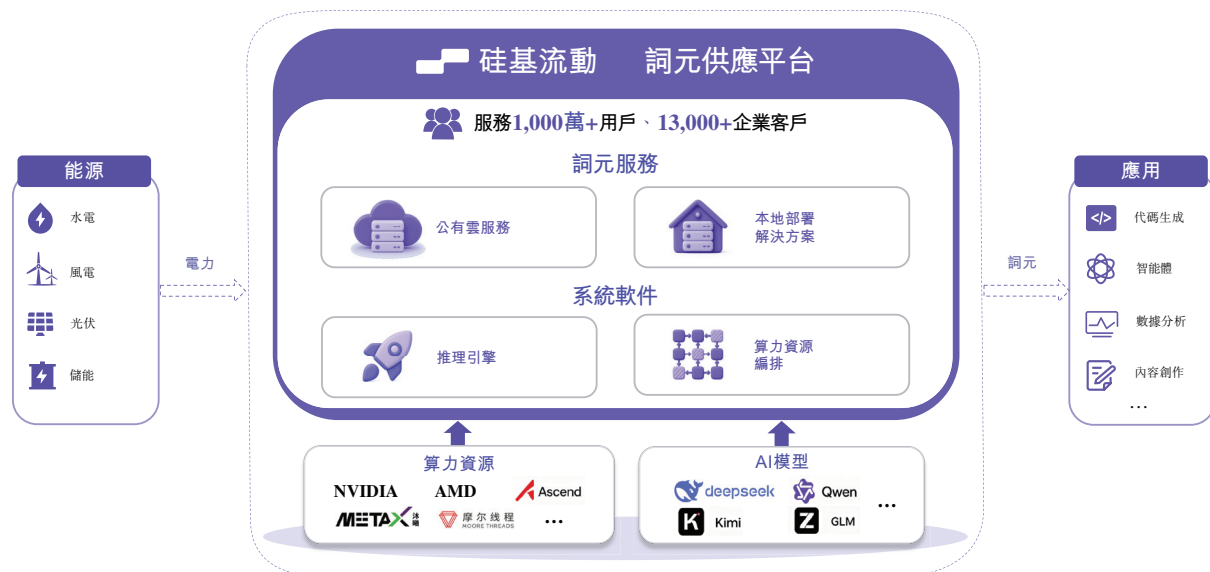 硅基流動 詞元供應平台
服務1,000萬+用戶、13,000+企業客戶
能源
水電
風電
光伏
儲能
電力
詞元服務
公有雲服務
本地部署
解決方案
系統軟件
推理引擎
算力資源
編排
詞元
應用
</>
代碼生成
智能體
數據分析
內容創作
...
算力資源
NVIDIA AMD Ascend
METAX 沐曦 摩尔线程 ...
MOORE THREADS
AI模型
deepseek Qwen ...
K Kimi Z GLM